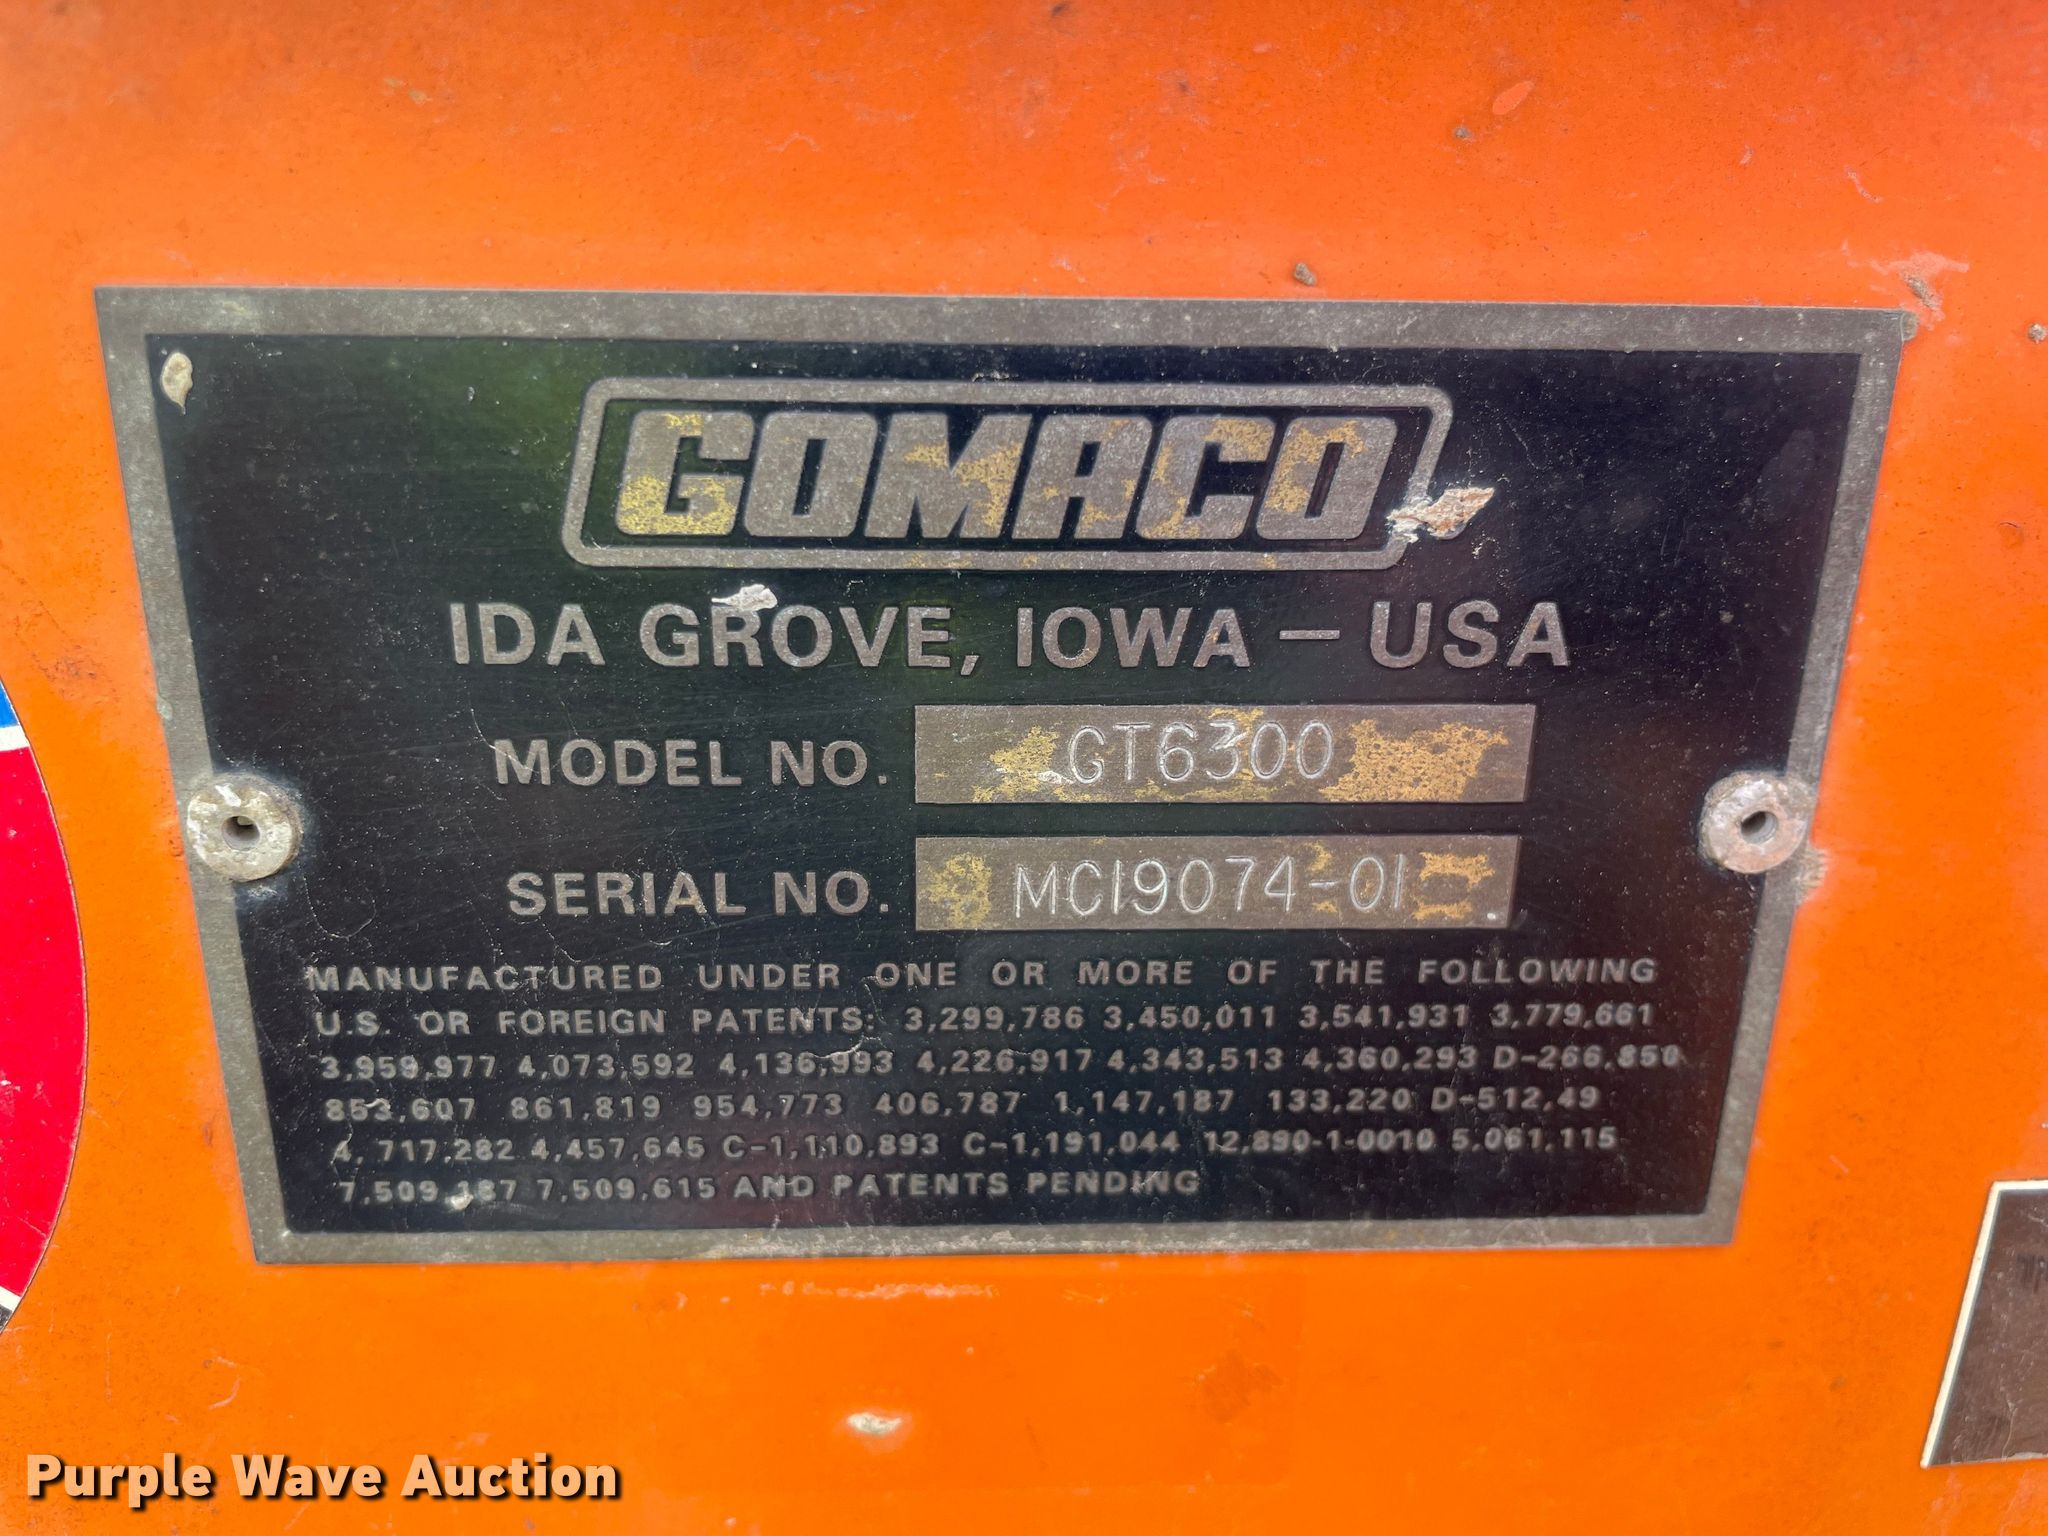 GOMACO
IDA GROVE, IOWA – USA
MODEL NO. GT6300
SERIAL NO. MC19074-01
MANUFACTURED UNDER ONE OR MORE OF THE FOLLOWING
U.S. OR FOREIGN PATENTS: 3,299,786 3,450,011 3,541,931 3,779,661
3,959,977 4,073,592 4,136,993 4,226,917 4,343,513 4,360,293 D-266,850
853,607 861,819 954,773 406,787 1,147,187 133,220 D-512,49
4,717,282 4,457,645 C-1,110,893 C-1,191,044 12,890-1-0010 5,061,115
7,509,615 AND PATENTS PENDING
Purple Wave Auction